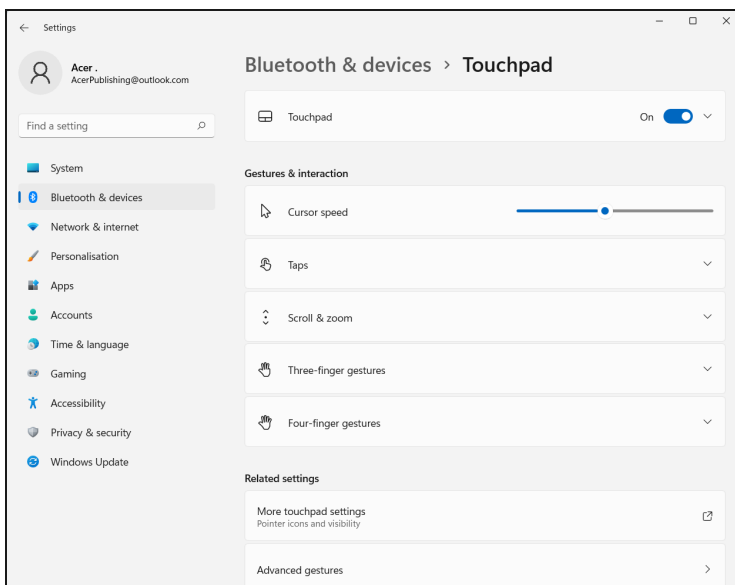 Settings
Acer .
AcerPublishing@outlook.com
Find a setting
System
Bluetooth & devices
Network & internet
Personalisation
Apps
Accounts
Time & language
Gaming
Accessibility
Privacy & security
Windows Update
Bluetooth & devices > Touchpad
Touchpad
On
Gestures & interaction
Cursor speed
Taps
Scroll & zoom
Three-finger gestures
Four-finger gestures
Related settings
More touchpad settings
Pointer icons and visibility
Advanced gestures